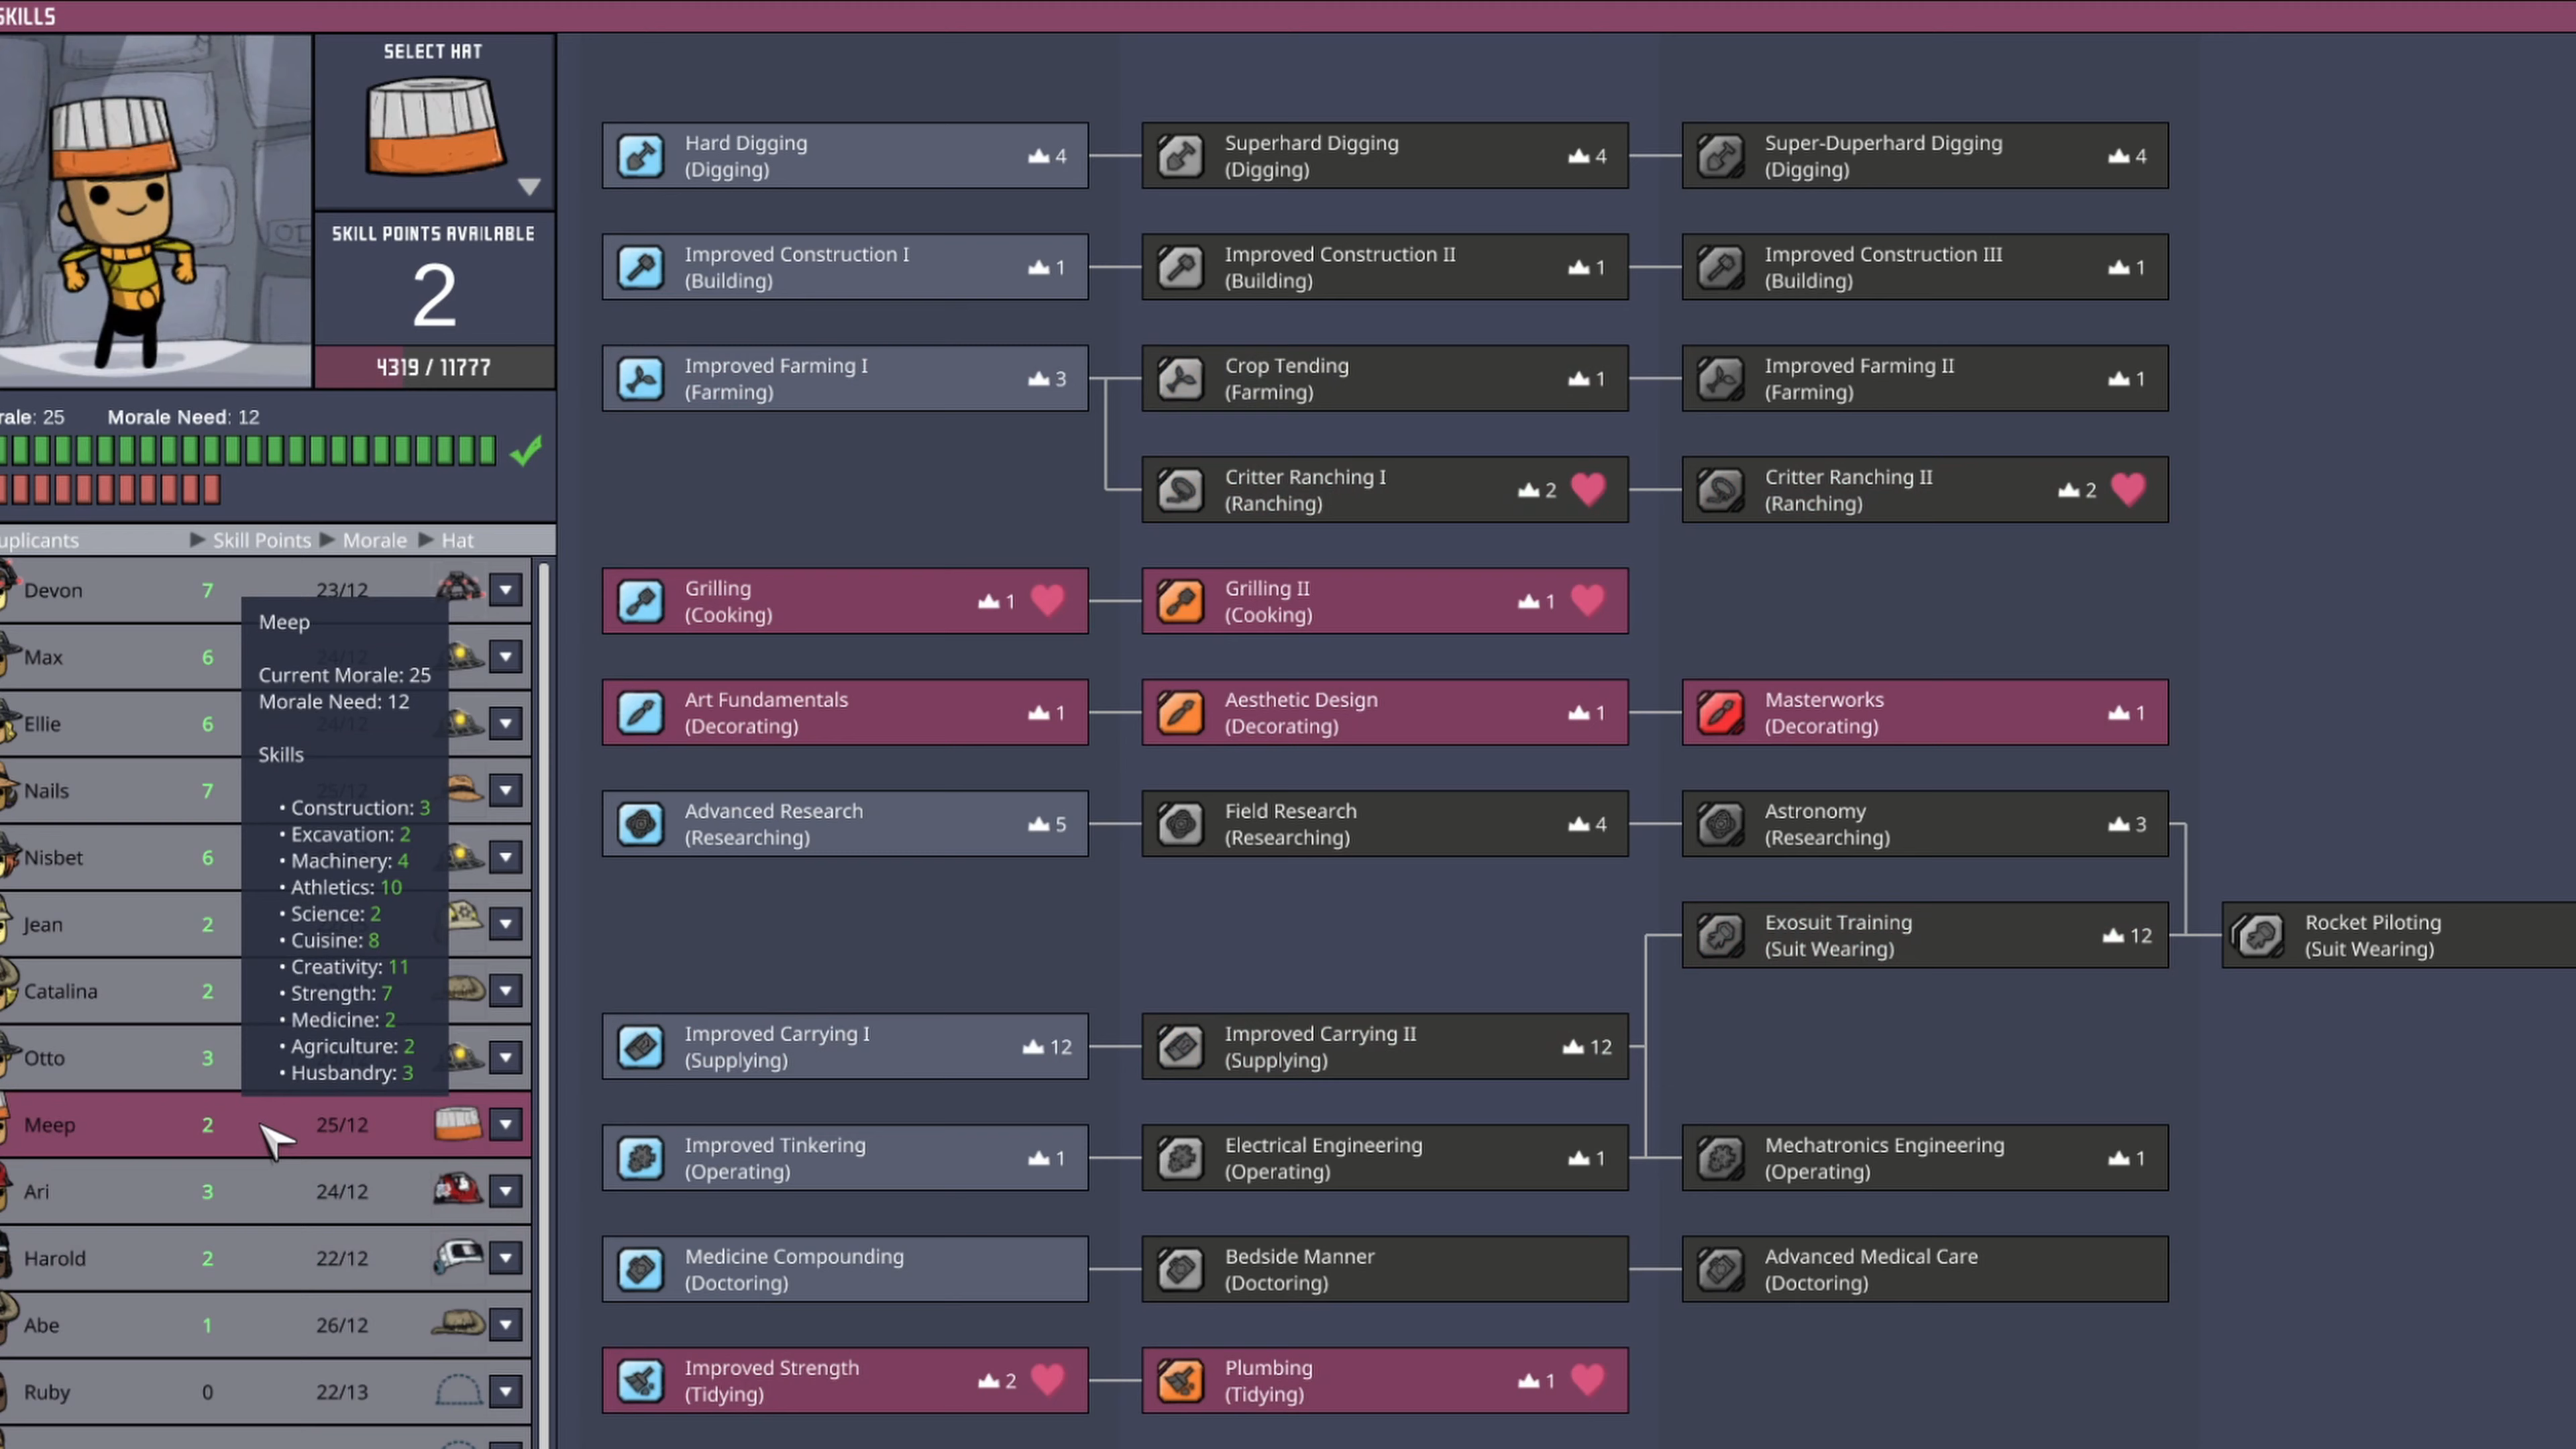 SKILLS
SELECT HAT
SKILL POINTS AVAILABLE
2
4319 / 11777
rale: 25 Morale Need: 12
uplicants Skill Points Morale Hat
Devon 7 23/12
Max 6 24/12
Ellie 6 24/12
Nails 7 25/12
Nisbet 6
Jean 2
Catalina 2
Otto 3
Meep 2 25/12
Ari 3 24/12
Harold 2 22/12
Abe 1 26/12
Ruby 0 22/13
Meep
Current Morale: 25
Morale Need: 12
Skills
• Construction: 3
• Excavation: 2
• Machinery: 4
• Athletics: 10
• Science: 2
• Cuisine: 8
• Creativity: 11
• Strength: 7
• Medicine: 2
• Agriculture: 2
• Husbandry: 3
Hard Digging
(Digging) 4
Superhard Digging
(Digging) 4
Super-Duperhard Digging
(Digging) 4
Improved Construction I
(Building) 1
Improved Construction II
(Building) 1
Improved Construction III
(Building) 1
Improved Farming I
(Farming) 3
Crop Tending
(Farming) 1
Improved Farming II
(Farming) 1
Critter Ranching I
(Ranching) 2
Critter Ranching II
(Ranching) 2
Grilling
(Cooking) 1
Grilling II
(Cooking) 1
Art Fundamentals
(Decorating) 1
Aesthetic Design
(Decorating) 1
Masterworks
(Decorating) 1
Advanced Research
(Researching) 5
Field Research
(Researching) 4
Astronomy
(Researching) 3
Exosuit Training
(Suit Wearing) 12
Rocket Piloting
(Suit Wearing)
Improved Carrying I
(Supplying) 12
Improved Carrying II
(Supplying) 12
Improved Tinkering
(Operating) 1
Electrical Engineering
(Operating) 1
Mechatronics Engineering
(Operating) 1
Medicine Compounding
(Doctoring)
Bedside Manner
(Doctoring)
Advanced Medical Care
(Doctoring)
Improved Strength
(Tidying) 2
Plumbing
(Tidying) 1